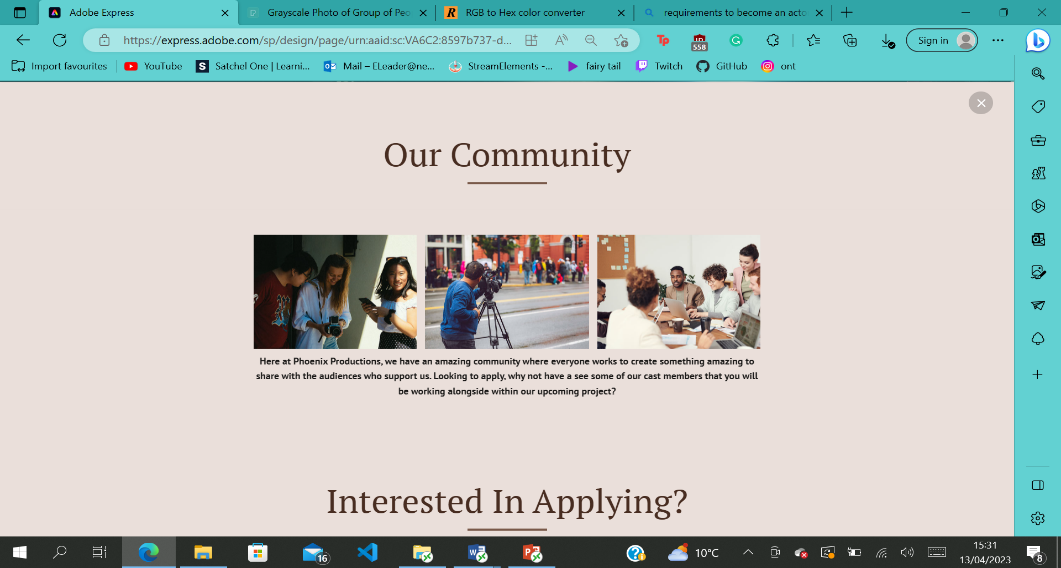 Adobe Express
Grayscale Photo of Group of Peo
RGB to Hex color converter
requirements to become an acto
https://express.adobe.com/sp/design/page/urn:aaid:sc:VA6C2:8597b737-d...
558
Sign in
Import favourites
YouTube
Satchel One | Learni...
Mail – ELoader@ne...
StreamElements -...
fairy tail
Twitch
GitHub
ont
Our Community
Here at Phoenix Productions, we have an amazing community where everyone works to create something amazing to
share with the audiences who support us. Looking to apply, why not have a see some of our cast members that you will
be working alongside within our upcoming project?
Interested In Applying?
16
10°C
15:31
13/04/2023
8